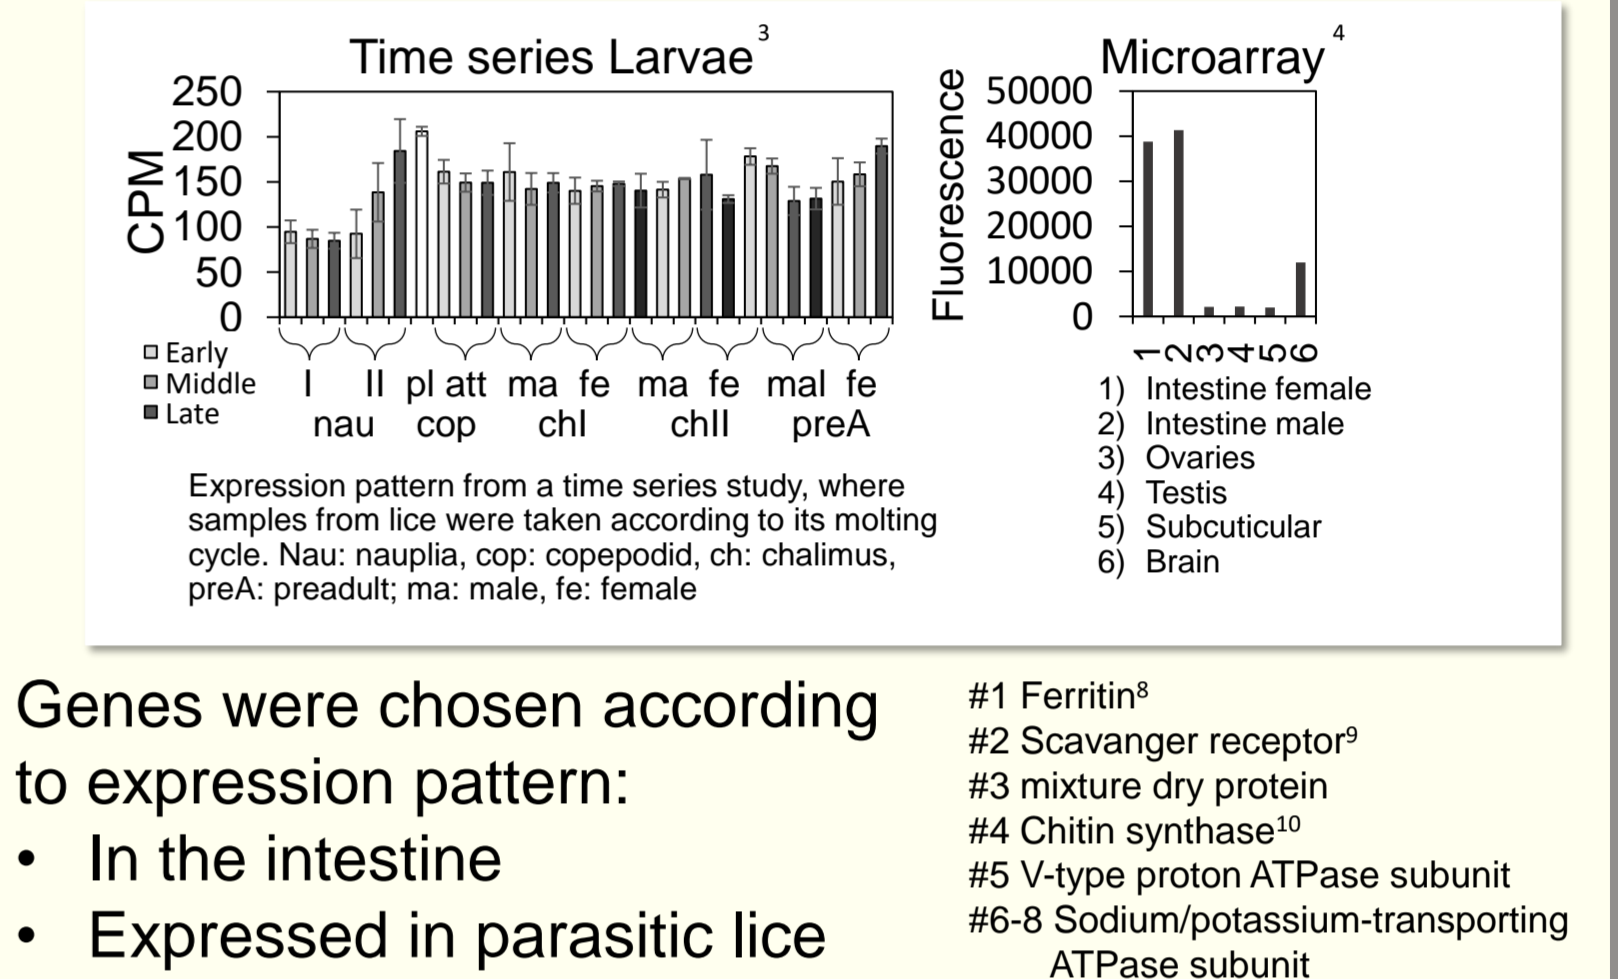 Time series Larvae3
CPM
250
200
150
100
50
0
Early
Middle
Late
I II pl att ma fe ma fe mal fe
nau cop chI chII preA
Expression pattern from a time series study, where
samples from lice were taken according to its molting
cycle. Nau: nauplia, cop: copepodid, ch: chalimus,
preA: preadult; ma: male, fe: female
Microarray4
Fluorescence
50000
40000
30000
20000
10000
0
1 2 3 4 5 6
1) Intestine female
2) Intestine male
3) Ovaries
4) Testis
5) Subcuticular
6) Brain
Genes were chosen according
to expression pattern:
• In the intestine
• Expressed in parasitic lice
#1 Ferritin8
#2 Scavanger receptor9
#3 mixture dry protein
#4 Chitin synthase10
#5 V-type proton ATPase subunit
#6-8 Sodium/potassium-transporting
ATPase subunit